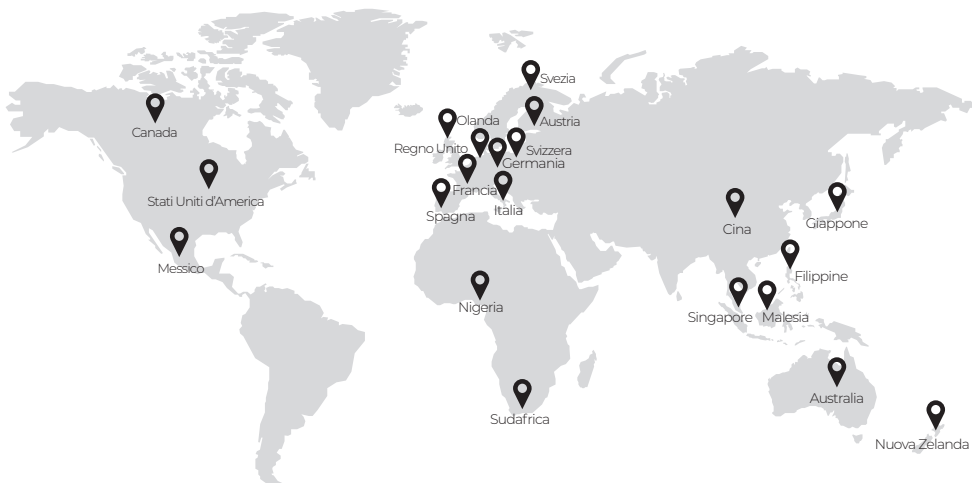 Svezia
Canada
Olanda
Austria
Regno Unito
Svizzera
Germania
Francia
Stati Uniti d'America
Spagna
Italia
Giappone
Cina
Messico
Filippine
Nigeria
Singapore
Malesia
Australia
Sudafrica
Nuova Zelanda